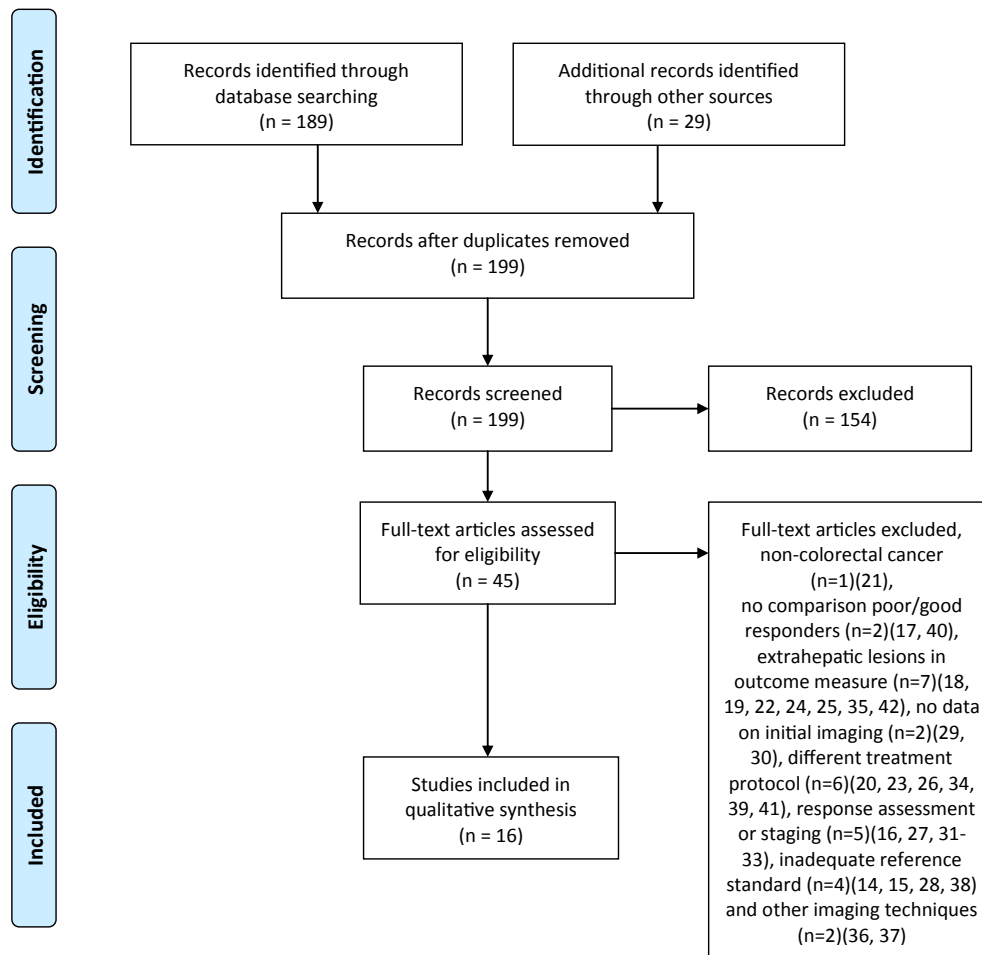 Identification
Records identified through
database searching
(n = 189)
Additional records identified
through other sources
(n = 29)
Records after duplicates removed
(n = 199)
Screening
Records screened
(n = 199)
Records excluded
(n = 154)
Eligibility
Full-text articles assessed
for eligibility
(n = 45)
Full-text articles excluded,
non-colorectal cancer
(n=1)(21),
no comparison poor/good
responders (n=2)(17, 40),
extrahepatic lesions in
outcome measure (n=7)(18,
19, 22, 24, 25, 35, 42), no data
on initial imaging (n=2)(29,
30), different treatment
protocol (n=6)(20, 23, 26, 34,
39, 41), response assessment
or staging (n=5)(16, 27, 31-
33), inadequate reference
standard (n=4)(14, 15, 28, 38)
and other imaging techniques
(n=2)(36, 37)
Included
Studies included in
qualitative synthesis
(n = 16)